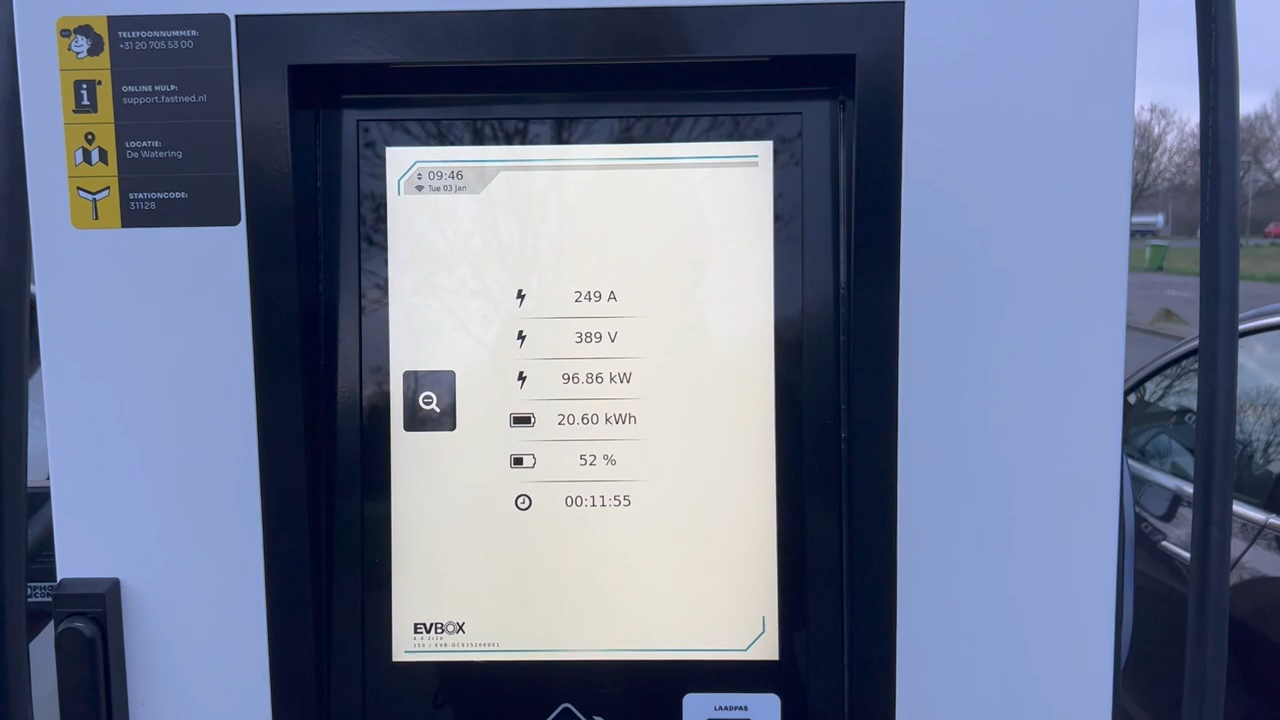 TELEFOONNUMMER:
+31 20 705 53 00
ONLINE HULP:
support.fastned.nl
LOCATIE:
De Watering
STATIONCODE:
31128
09:46
Tue 03 Jan
249 A
389 V
96.86 kW
20.60 kWh
52 %
00:11:55
EVBOX
LAADPAS